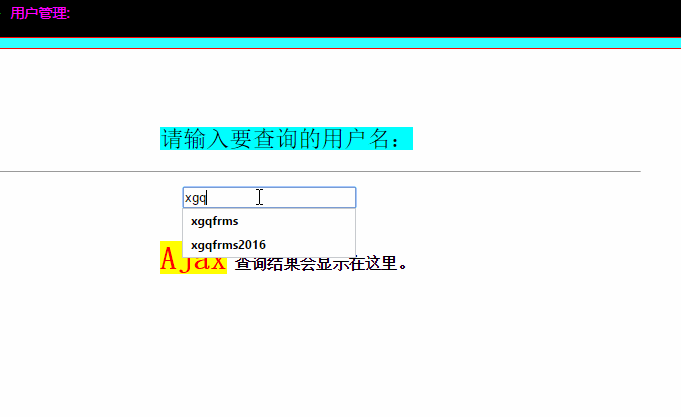 用户管理:
请输入要查询的用户名：
xgq
xgqfrms
xgqfrms2016
Ajax 查询结果会显示在这里。